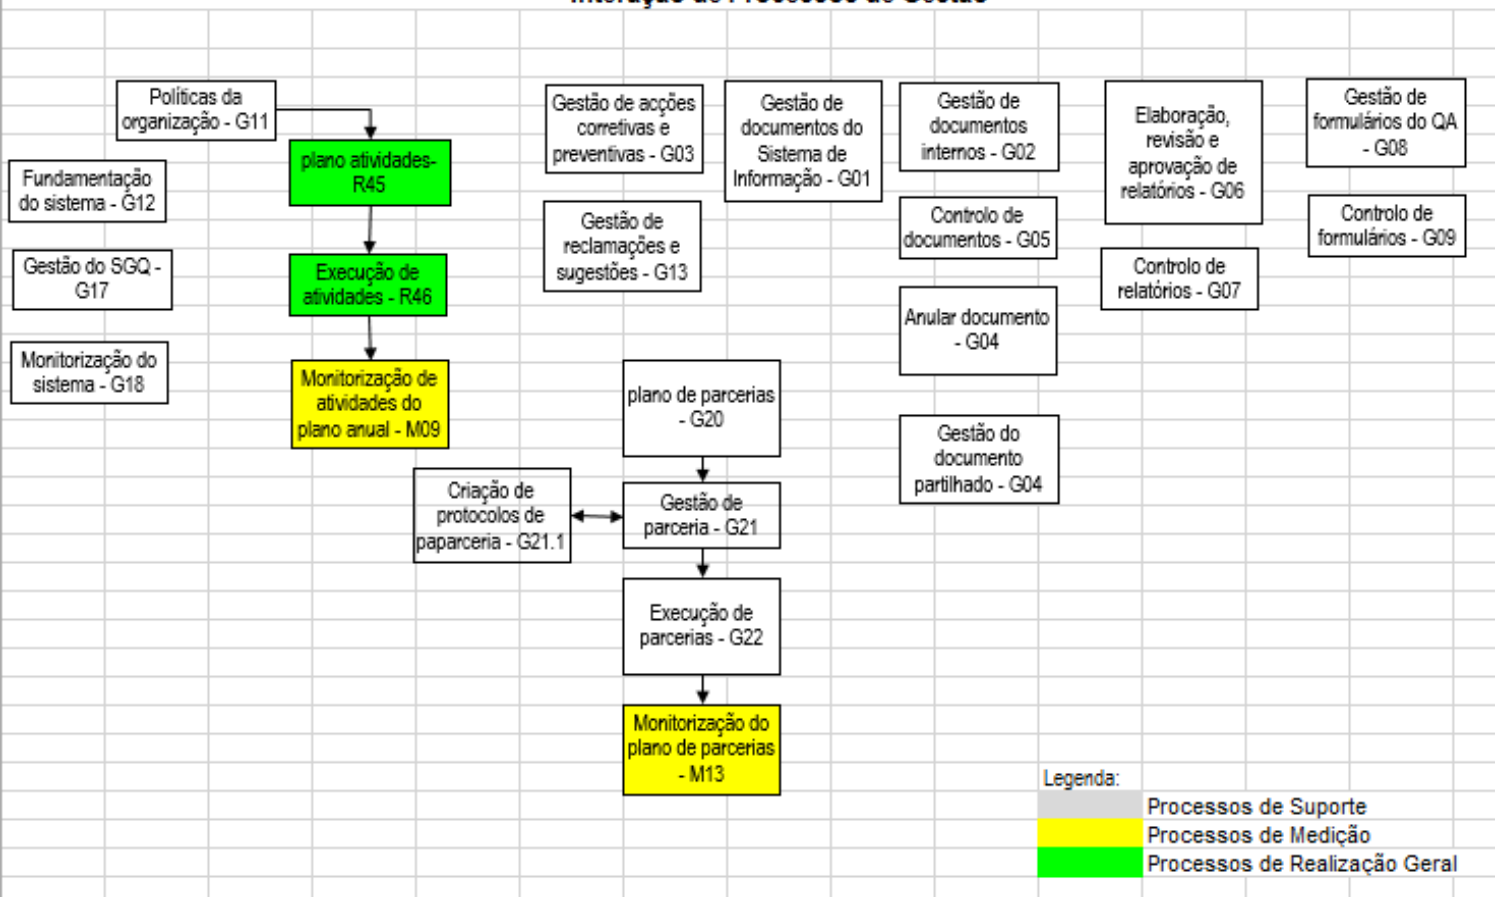 Interação de Processos de Gestão
Políticas da
organização - G11
plano atividades-
R45
Fundamentação
do sistema - G12
Gestão do SGQ -
G17
Execução de
atividades - R46
Monitorização do
sistema - G18
Monitorização de
atividades do
plano anual - M09
Gestão de acções
corretivas e
preventivas - G03
Gestão de
reclamações e
sugestões - G13
Gestão de
documentos do
Sistema de
Informação - G01
Gestão de
documentos
internos - G02
Controlo de
documentos - G05
Anular documento
- G04
Gestão do
documento
partilhado - G04
Elaboração,
revisão e
aprovação de
relatórios - G06
Controlo de
relatórios - G07
Gestão de
formulários do QA
- G08
Controlo de
formulários - G09
plano de parcerias
- G20
Criação de
protocolos de
paparceria - G21.1
Gestão de
parceria - G21
Execução de
parcerias - G22
Monitorização do
plano de parcerias
- M13
Legenda:
Processos de Suporte
Processos de Medição
Processos de Realização Geral